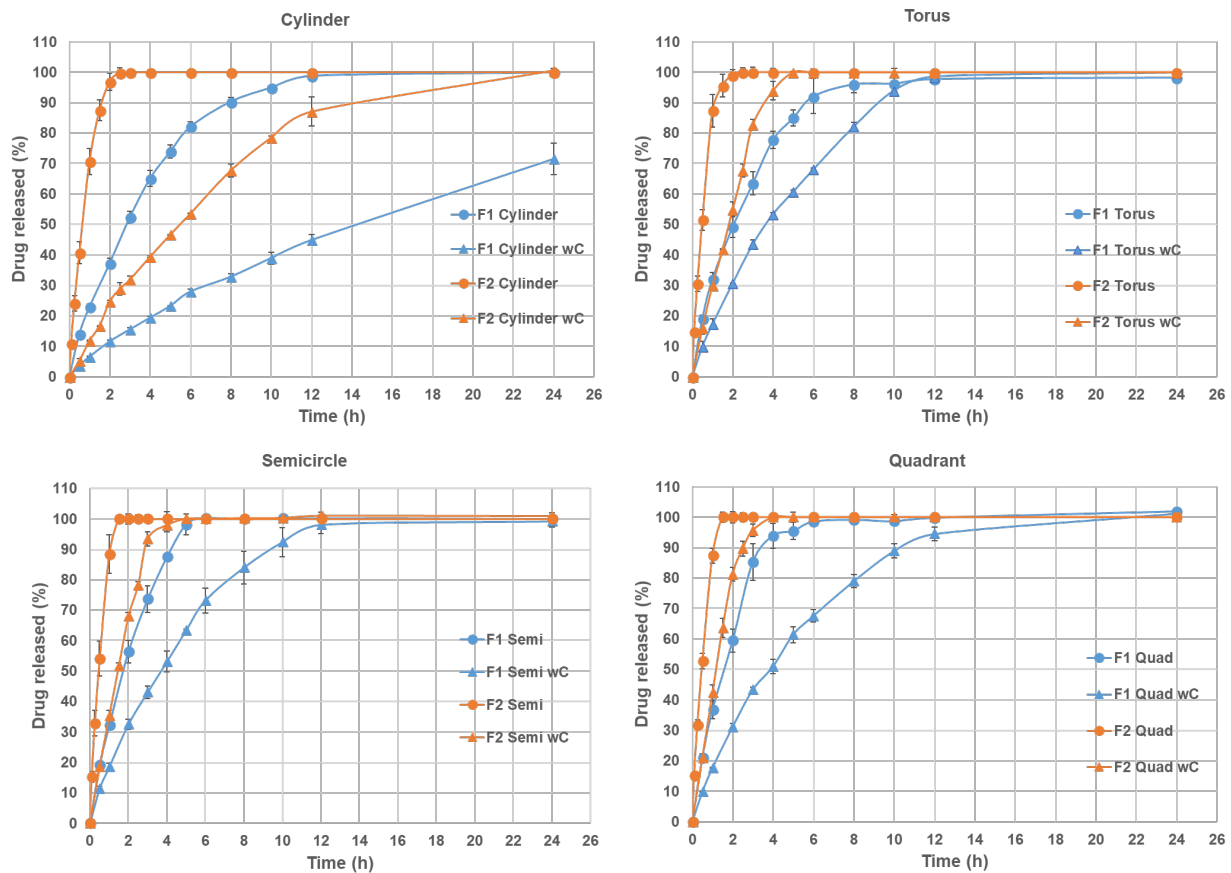 Cylinder
110
100
90
80
70
60
50
40
30
20
10
0
Drug released (%)
F1 Cylinder
F1 Cylinder wC
F2 Cylinder
F2 Cylinder wC
0 2 4 6 8 10 12 14 16 18 20 22 24 26
Time (h)
Torus
110
100
90
80
70
60
50
40
30
20
10
0
Drug released (%)
F1 Torus
F1 Torus wC
F2 Torus
F2 Torus wC
0 2 4 6 8 10 12 14 16 18 20 22 24 26
Time (h)
Semicircle
110
100
90
80
70
60
50
40
30
20
10
0
Drug released (%)
F1 Semi
F1 Semi wC
F2 Semi
F2 Semi wC
0 2 4 6 8 10 12 14 16 18 20 22 24 26
Time (h)
Quadrant
110
100
90
80
70
60
50
40
30
20
10
0
Drug released (%)
F1 Quad
F1 Quad wC
F2 Quad
F2 Quad wC
0 2 4 6 8 10 12 14 16 18 20 22 24 26
Time (h)